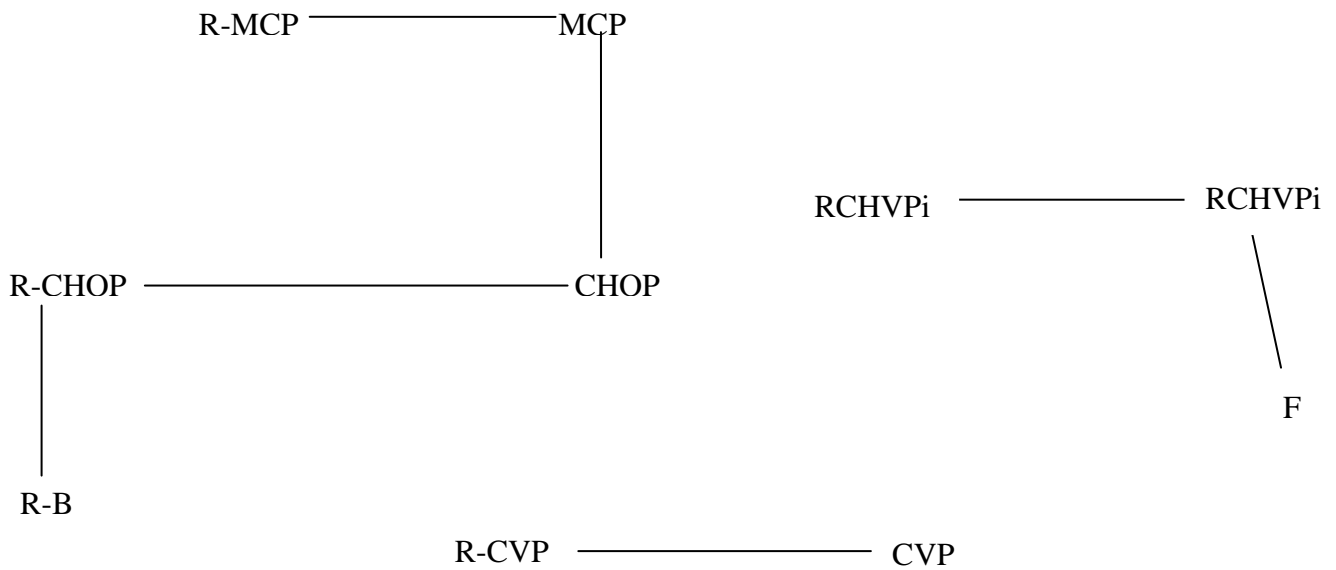 R-MCP MCP
RCHVPi RCHVPi
R-CHOP CHOP
F
R-B
R-CVP CVP